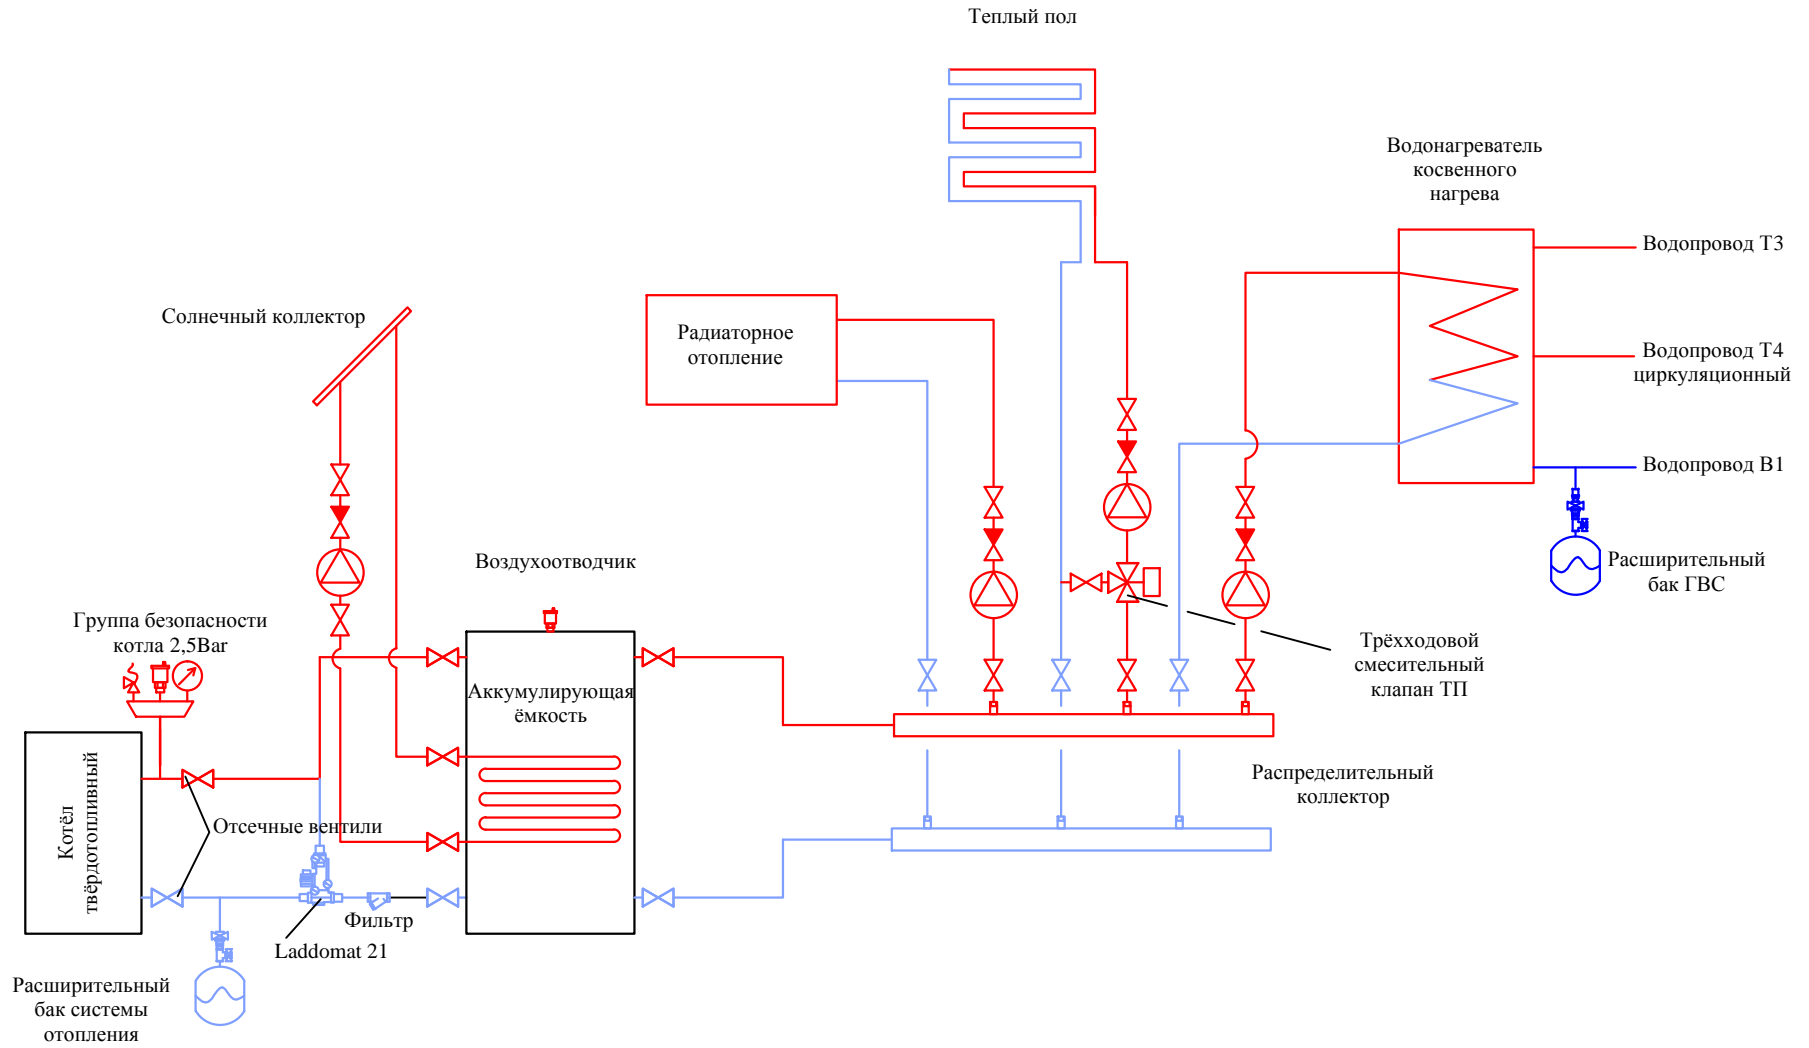 Теплый пол
Водонагреватель
косвенного
нагрева
Водопровод Т3
Солнечный коллектор
Радиаторное
отопление
Водопровод Т4
циркуляционный
Водопровод В1
Воздухоотводчик
Расширительный
бак ГВС
Группа безопасности
котла 2,5Bar
Трёхходовой
смесительный
клапан ТП
Аккумулирующая
ёмкость
Распределительный
коллектор
Котёл
твёрдотопливный
Отсечные вентили
Фильтр
Laddomat 21
Расширительный
бак системы
отопления